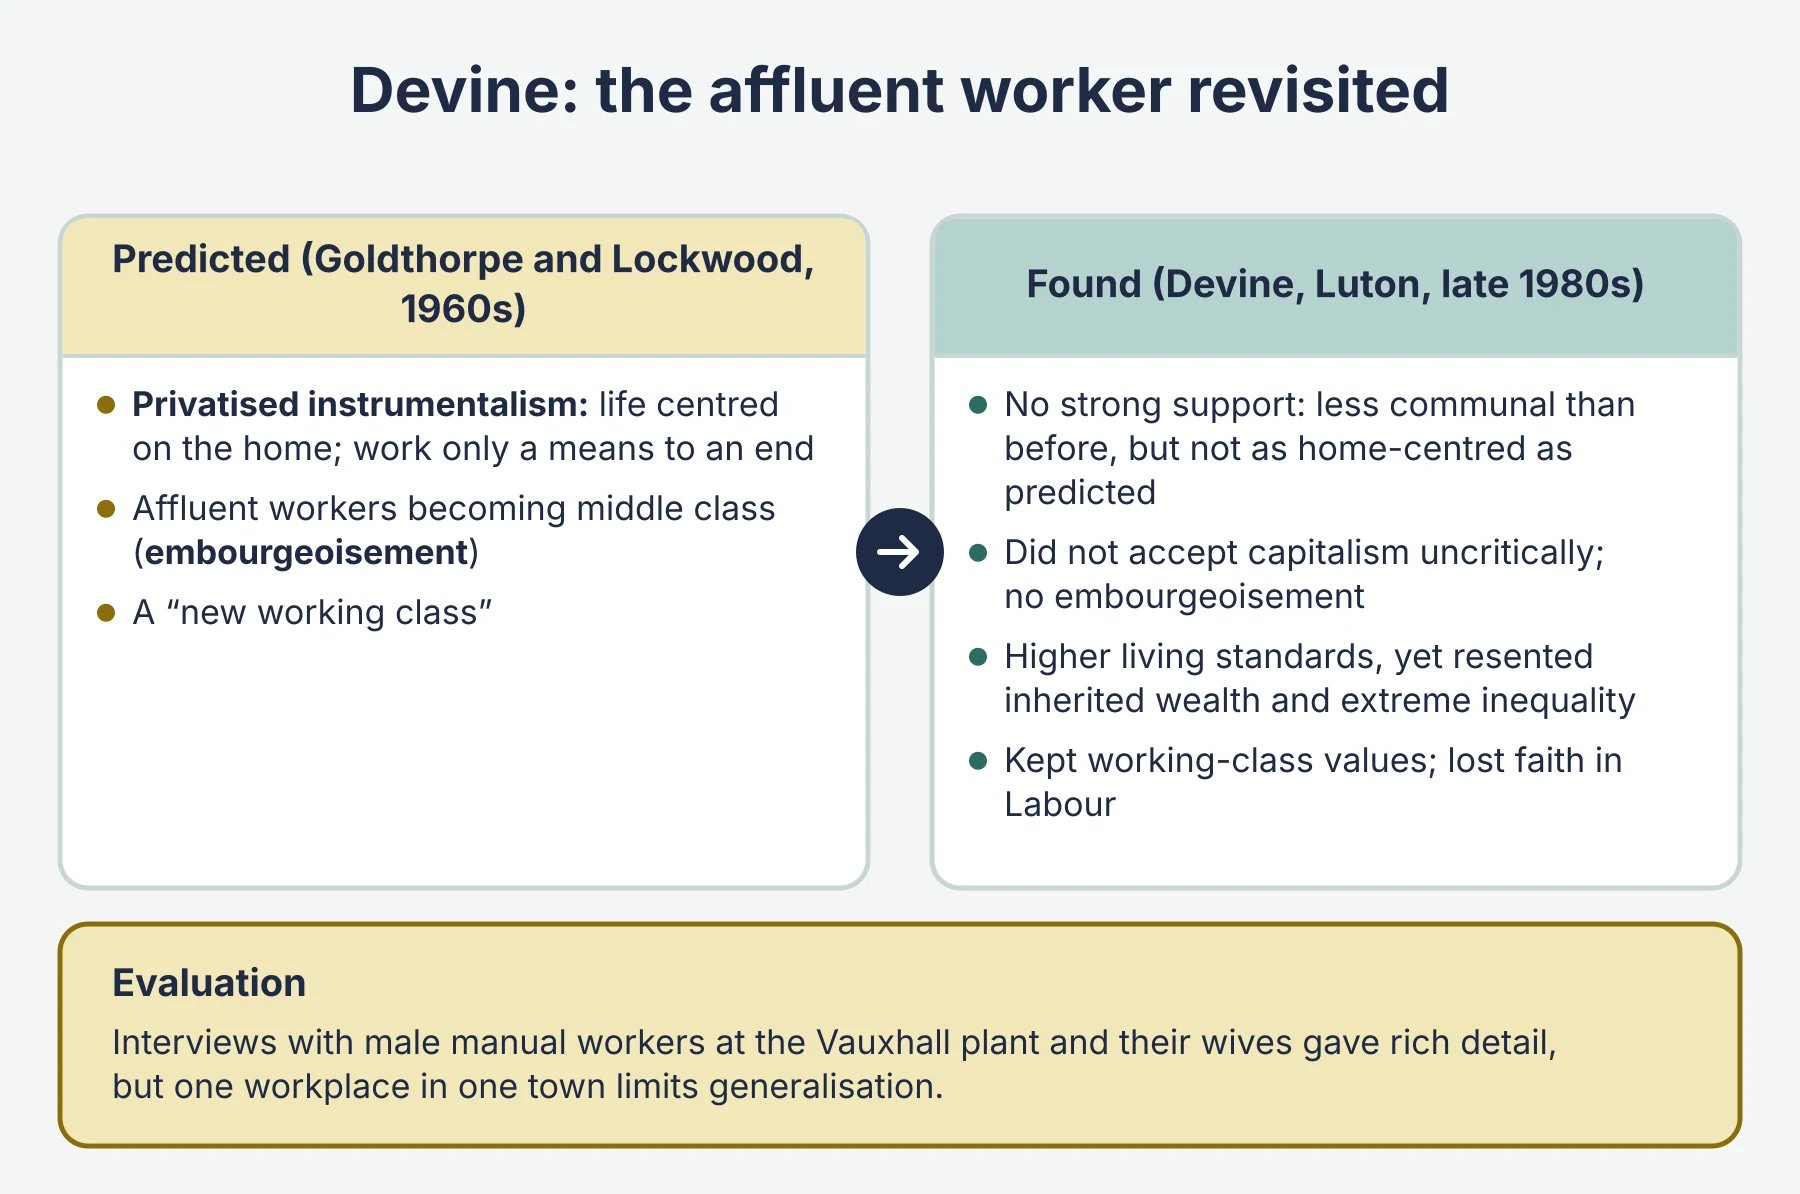 Devine: the affluent worker revisited
Predicted (Goldthorpe and Lockwood,
1960s)
Privatised instrumentalism: life centred
on the home; work only a means to an end
Affluent workers becoming middle class
(embourgeoisement)
A “new working class”
Found (Devine, Luton, late 1980s)
No strong support: less communal than
before, but not as home-centred as
predicted
Did not accept capitalism uncritically;
no embourgeoisement
Higher living standards, yet resented
inherited wealth and extreme inequality
Kept working-class values; lost faith in
Labour
Evaluation
Interviews with male manual workers at the Vauxhall plant and their wives gave rich detail,
but one workplace in one town limits generalisation.